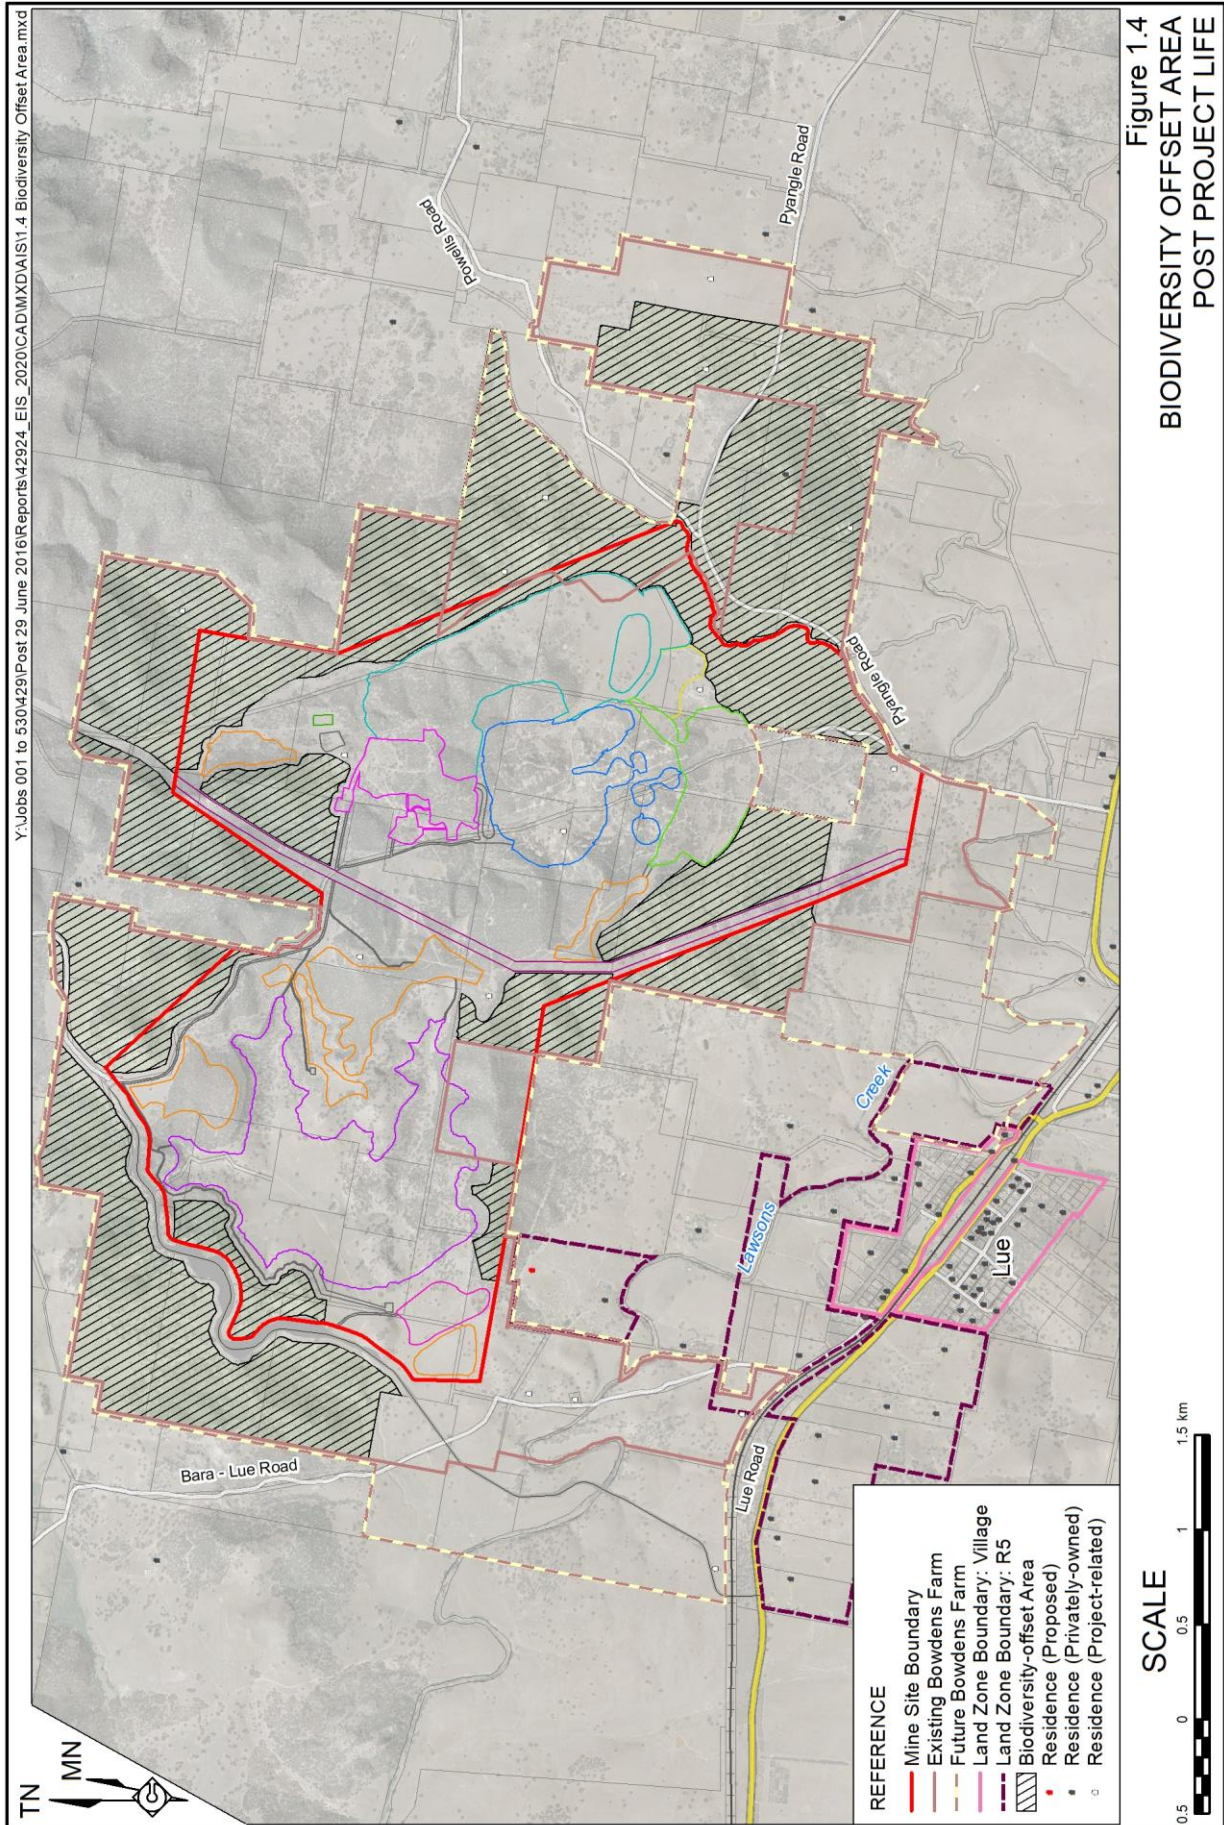 Y:\Jobs 001 to 530\429\Post 29 June 2016\Reports\42924_EIS_2020\CAD\MXD\AIS\1.4 Biodiversity Offset Area.mxd
TN
MN
Bara - Lue Road
Powells Road
Pyangle Road
Pyangle Road
Lawsons
Creek
Lue Road
Lue
REFERENCE
Mine Site Boundary
Existing Bowdens Farm
Future Bowdens Farm
Land Zone Boundary: Village
Land Zone Boundary: R5
Biodiversity-offset Area
Residence (Proposed)
Residence (Privately-owned)
Residence (Project-related)
SCALE
0.5 0 0.5 1 1.5 km
Figure 1.4
BIODIVERSITY OFFSET AREA
POST PROJECT LIFE